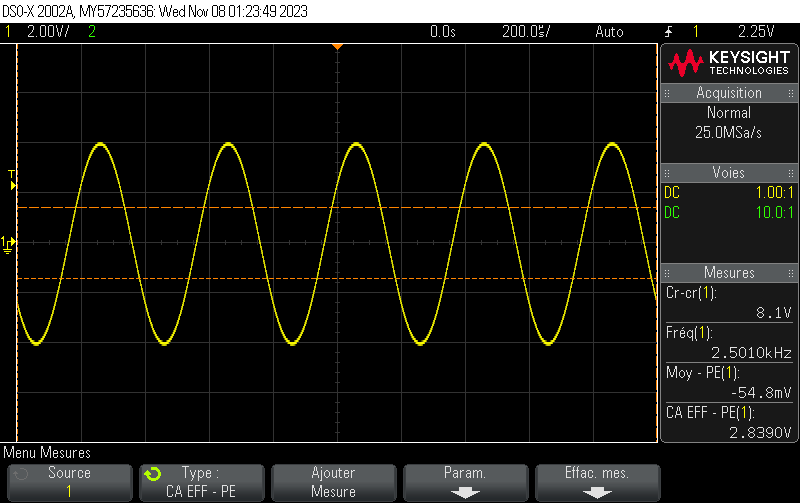 DSO-X 2002A, MY57235636: Wed Nov 08 01:23:49 2023
1 2.00V/ 2 0.0s 200.0㎲/ Auto 1 2.25V
KEYSIGHT
TECHNOLOGIES
Acquisition
Normal
25.0MSa/s
Voies
DC 1.00:1
DC 10.0:1
Mesures
Cr-cr(1):
8.1V
Fréq(1):
2.5010kHz
Moy - PE(1):
-54.8mV
CA EFF - PE(1):
2.8390V
T
1
Menu Mesures
Source
1
Type :
CA EFF - PE
Ajouter
Mesure
Param.
Effac. mes.